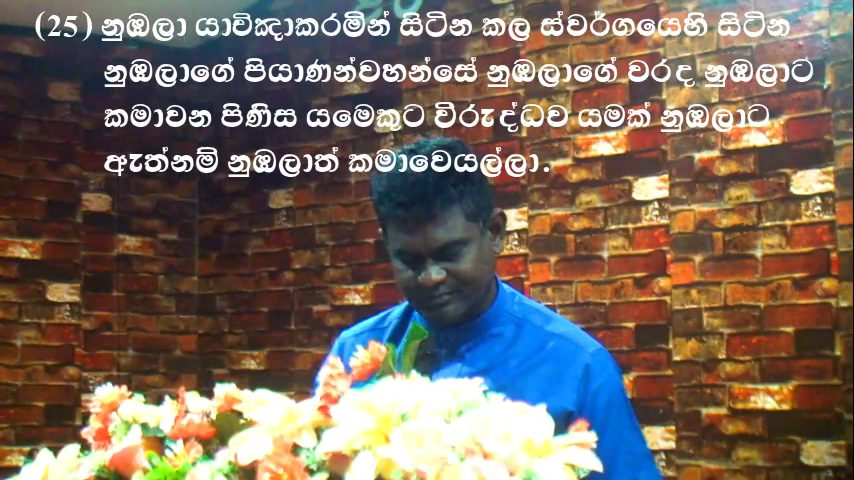 (25) නුඹලා යාච්ඤාකරමින් සිටින කල ස්වර්ගයෙහි සිටින
නුඹලාගේ පියාණන්වහන්සේ නුඹලාගේ වරද නුඹලාට
කමාවන පිණිස යමෙකුට විරුද්ධව යමක් නුඹලාට
ඇත්නම් නුඹලාත් කමාවෙයල්ලා.